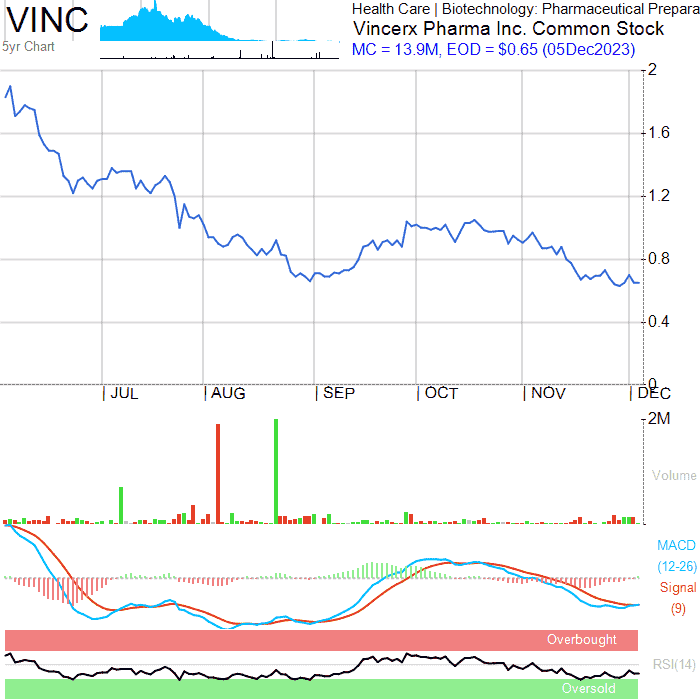 VINC
5yr Chart
Health Care | Biotechnology: Pharmaceutical Prepara
Vincerx Pharma Inc. Common Stock
MC = 13.9M, EOD = $0.65 (05Dec2023)
2
1.6
1.2
0.8
0.4
0
| JUL | AUG | SEP | OCT | NOV | DEC
2M
Volume
MACD
(12-26)
Signal
(9)
Overbought
RSI(14)
Oversold